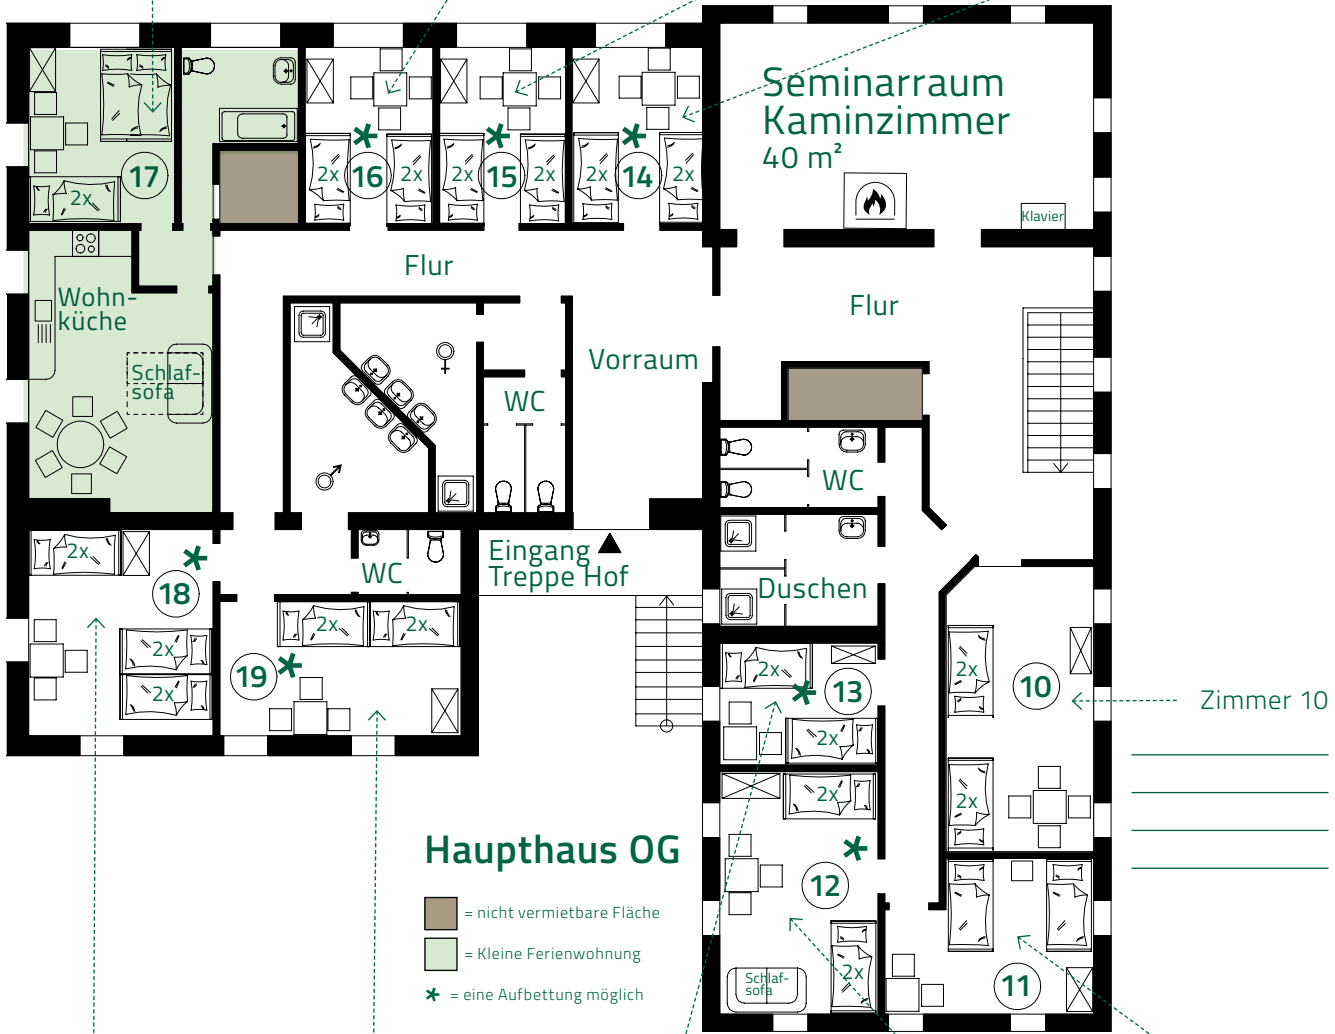 Seminarraum
Kaminzimmer
40 m²
Klavier
17
2x
2x
16
2x
2x
15
2x
2x
14
2x
Flur
Flur
Wohn-
küche
Schlaf-
sofa
Vorraum
WC
WC
Eingang
Treppe Hof
Duschen
WC
2x
18
2x
2x
2x
2x
19
2x
13
2x
2x
10
2x
Zimmer 10
2x
12
2x
Schlaf-
sofa
11
Haupthaus OG
= nicht vermietbare Fläche
= Kleine Ferienwohnung
* = eine Aufbettung möglich